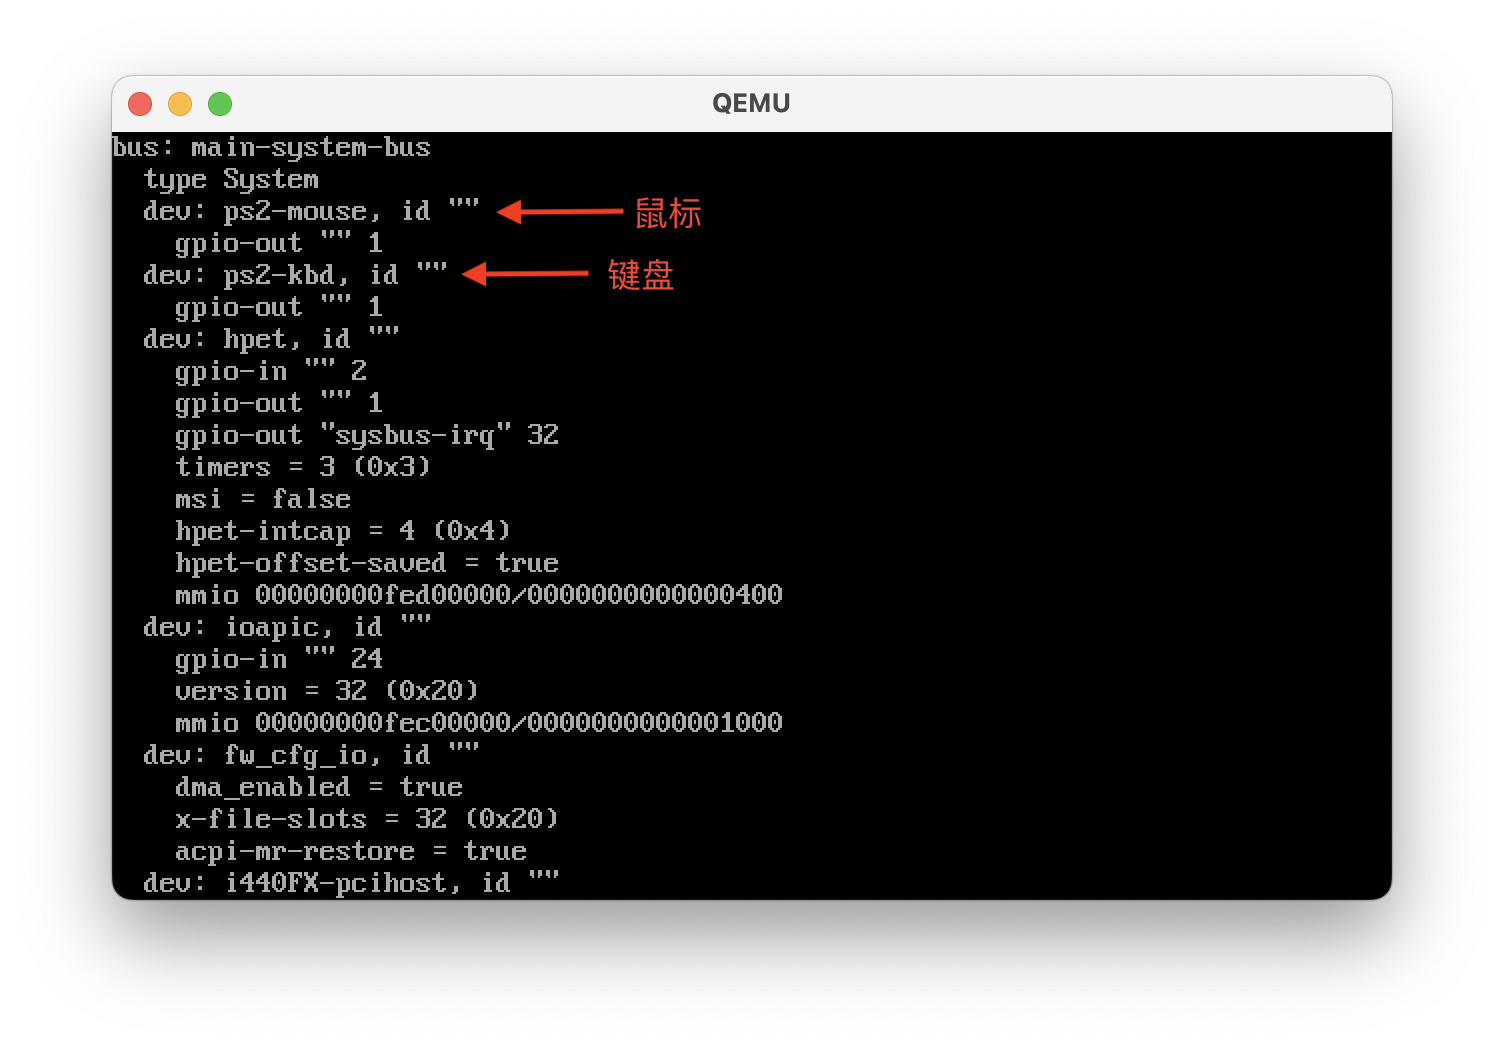 QEMU
bus: main-system-bus
type System
dev: ps2-mouse, id "" 鼠标
gpio-out "" 1
dev: ps2-kbd, id "" 键盘
gpio-out "" 1
dev: hpet, id ""
gpio-in "" 2
gpio-out "" 1
gpio-out "sysbus-irq" 32
timers = 3 (0x3)
msi = false
hpet-intcap = 4 (0x4)
hpet-offset-saved = true
mmio 00000000fed00000/0000000000000400
dev: ioapic, id ""
gpio-in "" 24
version = 32 (0x20)
mmio 00000000fec00000/0000000000001000
dev: fw_cfg_io, id ""
dma_enabled = true
x-file-slots = 32 (0x20)
acpi-mr-restore = true
dev: i440FX-pcihost, id ""